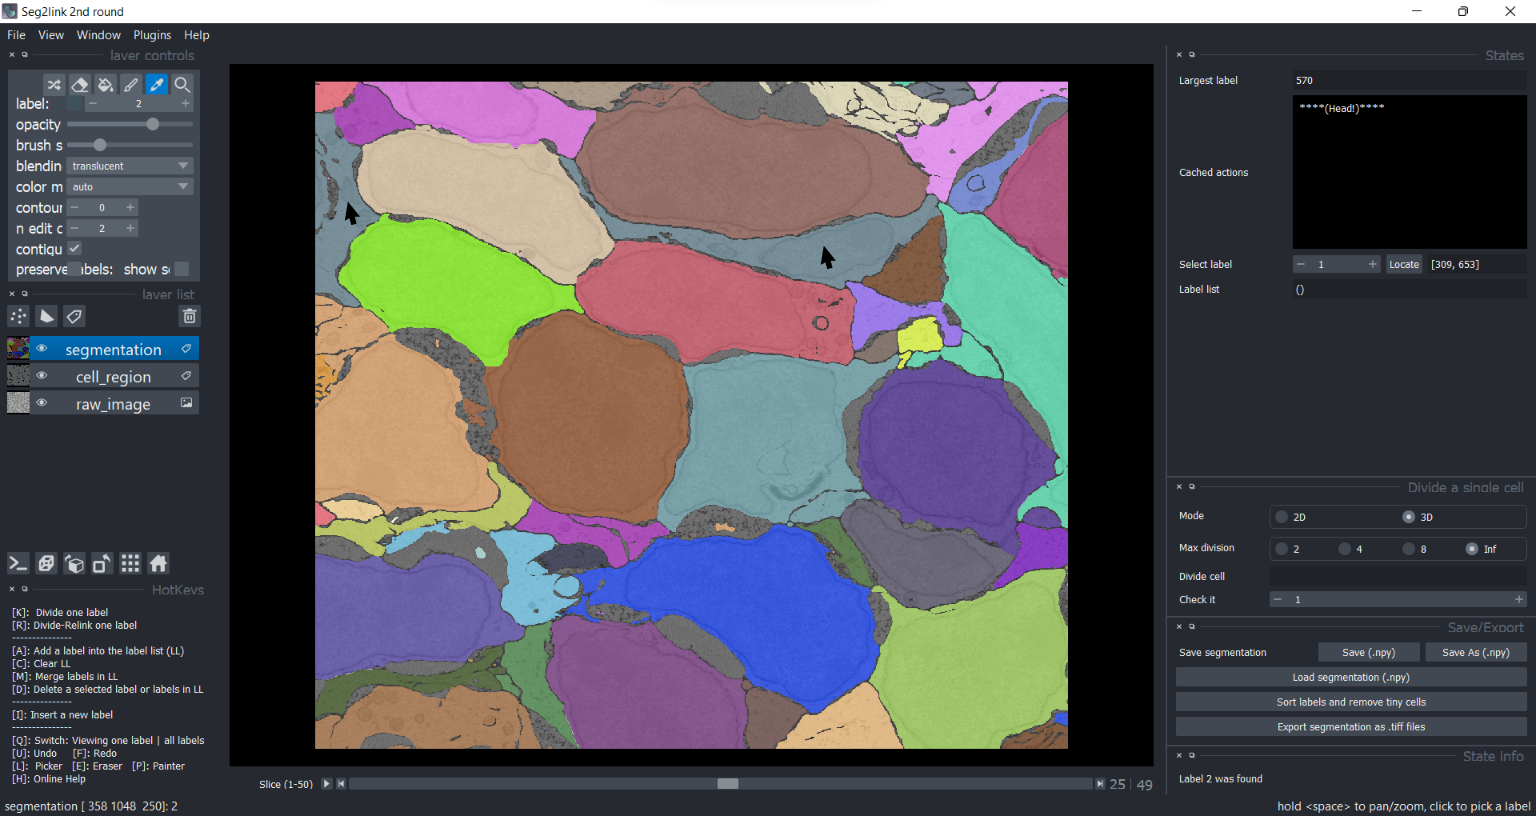 Seg2link 2nd round
File View Window Plugins Help
layer controls
label: 2
opacity
brush s
blendin translucent
color m auto
contour 0
n edit c 2
contigu
preserve abels: show s
layer list
segmentation
cell_region
raw_image
HotKeys
[K]: Divide one label
[R]: Divide-Relink one label
---------------
[A]: Add a label into the label list (LL)
[C]: Clear LL
[M]: Merge labels in LL
[D]: Delete a selected label or labels in LL
---------------
[I]: Insert a new label
---------------
[Q]: Switch: Viewing one label | all labels
[U]: Undo [F]: Redo
[L]: Picker [E]: Eraser [P]: Painter
[H]: Online Help
segmentation [ 358 1048 250]: 2
Slice (1-50) 25 | 49
States
Largest label 570
****(Head!)****
Cached actions
Select label 1 Locate [309, 653]
Label list ()
Divide a single cell
Mode 2D 3D
Max division 2 4 8 Inf
Divide cell
Check it 1
Save/Export
Save segmentation Save (.npy) Save As (.npy)
Load segmentation (.npy)
Sort labels and remove tiny cells
Export segmentation as .tiff files
State info
Label 2 was found
hold <space> to pan/zoom, click to pick a label